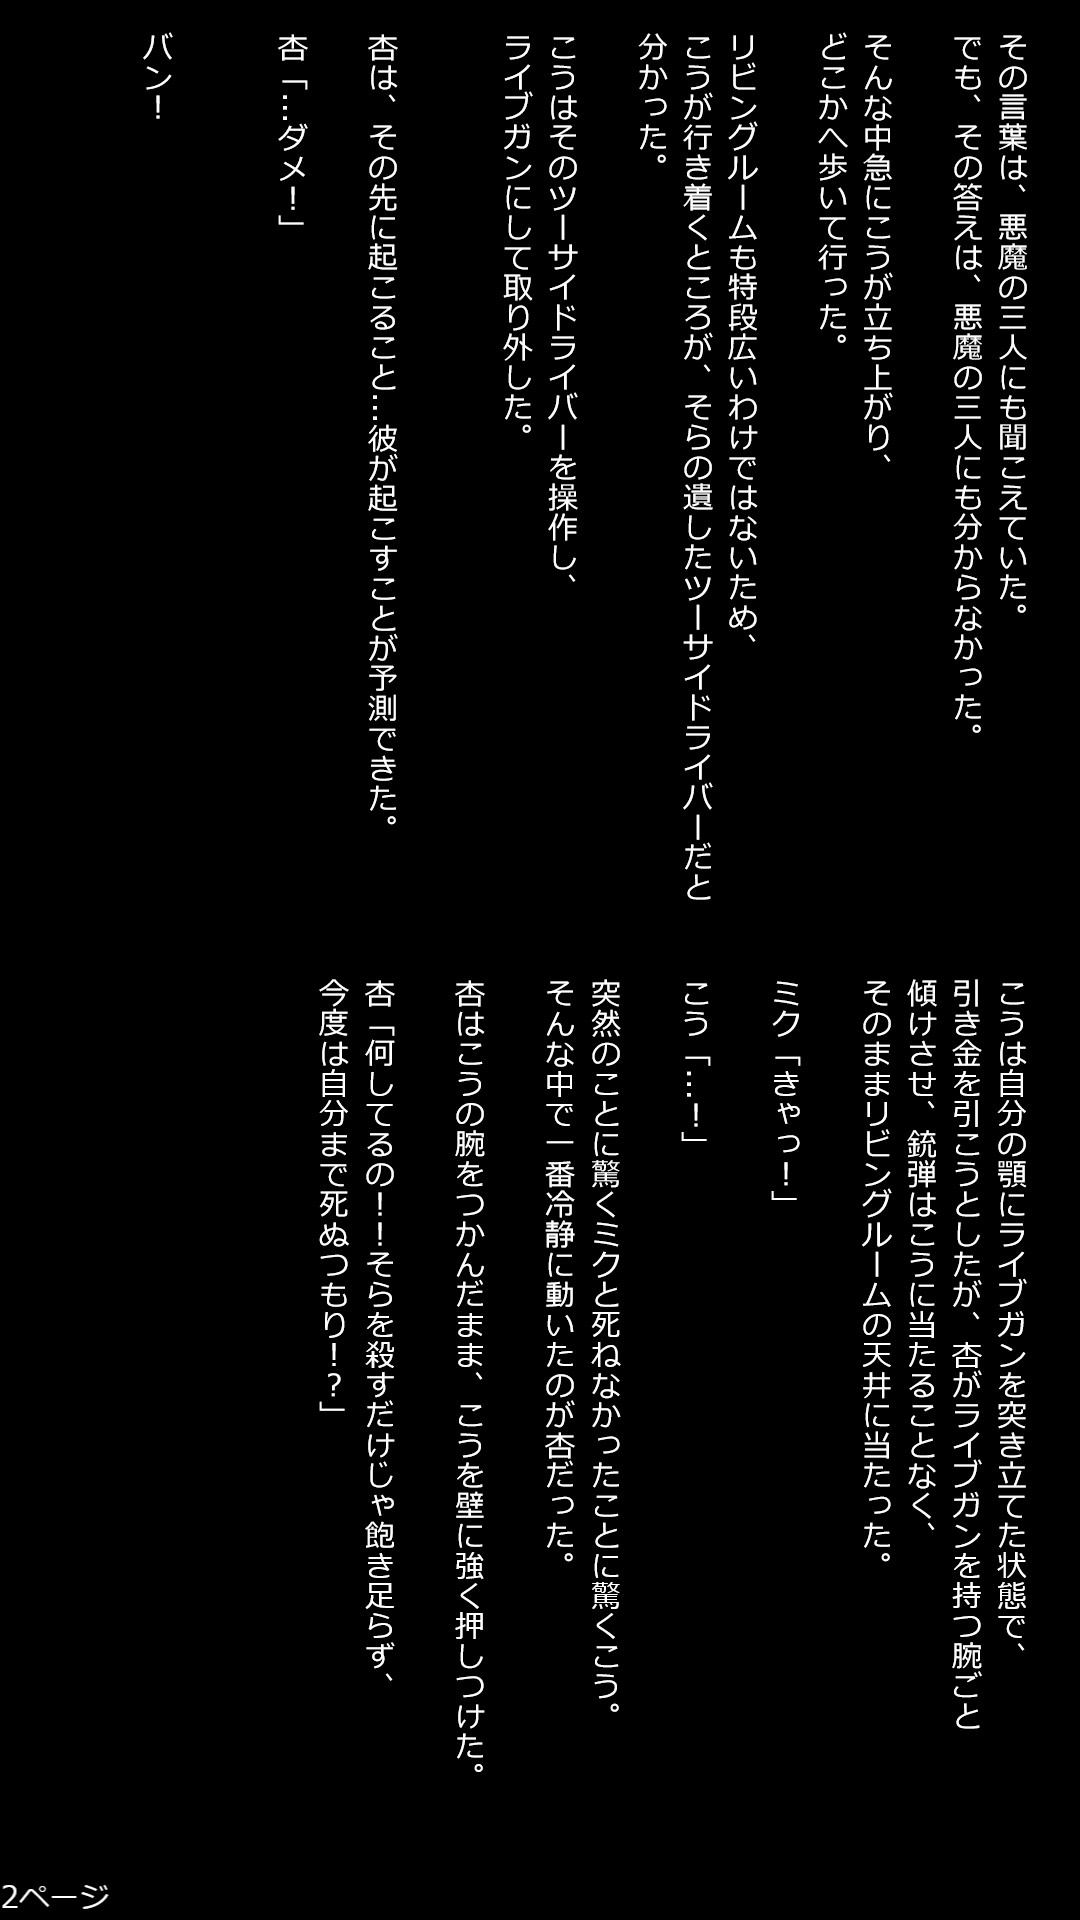 その言葉は、悪魔の三人にも聞こえていた。
でも、その答えは、悪魔の三人にも分からなかった。
そんな中急にこうが立ち上がり、
どこかへ歩いて行った。
リビングルームも特段広いわけではないため、
こうが行き着くところが、そらの遺したツーサイドライバーだと
分かった。
こうはそのツーサイドライバーを操作し、
ライブガンにして取り外した。
杏は、その先に起こること…彼が起こすことが予測できた。
杏「…ダメ！」
バン！
こうは自分の顎にライブガンを突き立てた状態で、
引き金を引こうとしたが、杏がライブガンを持つ腕ごと
傾けさせ、銃弾はこうに当たることなく、
そのままリビングルームの天井に当たった。
ミク「きゃっ！」
こう「…！」
突然のことに驚くミクと死ねなかったことに驚くこう。
そんな中で一番冷静に動いたのが杏だった。
杏はこうの腕をつかんだまま、こうを壁に強く押しつけた。
杏「何してるの！！そらを殺すだけじゃ飽き足らず、
今度は自分まで死ぬつもり！？」
2ページ